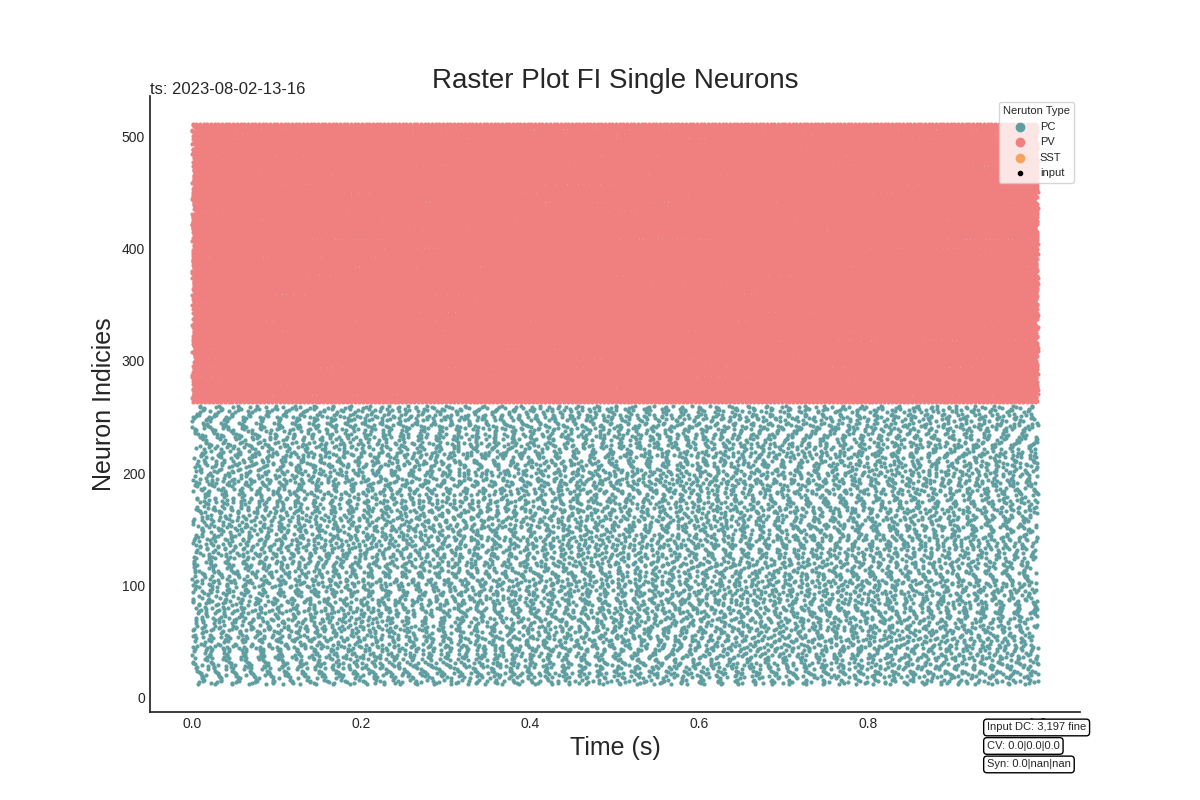 Raster Plot FI Single Neurons
ts: 2023-08-02-13-16
Neruton Type
PC
PV
SST
input
Neuron Indicies
500
400
300
200
100
0
0.0 0.2 0.4 0.6 0.8
Time (s)
Input DC: 3,197 fine
CV: 0.0|0.0|0.0
Syn: 0.0|nan|nan